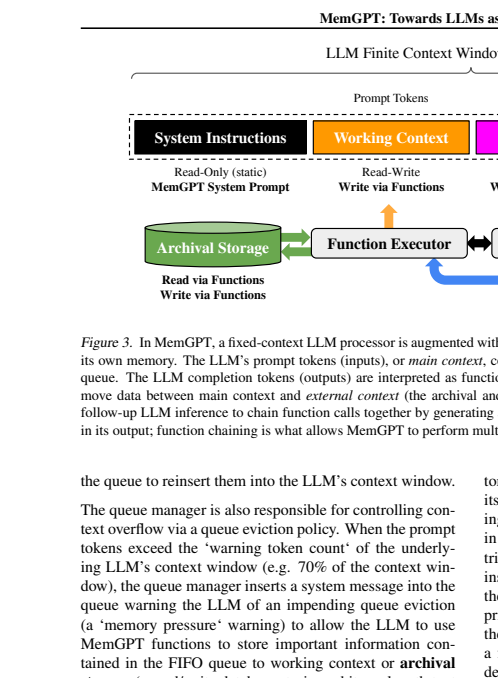 MemGPT: Towards LLMs as
LLM Finite Context Windo
Prompt Tokens
System Instructions
Working Context
Read-Only (static)
MemGPT System Prompt
Read-Write
Write via Functions
W
Archival Storage
Function Executor
Read via Functions
Write via Functions
Figure 3. In MemGPT, a fixed-context LLM processor is augmented with
its own memory. The LLM's prompt tokens (inputs), or main context, c
queue. The LLM completion tokens (outputs) are interpreted as functio
move data between main context and external context (the archival and
follow-up LLM inference to chain function calls together by generating
in its output; function chaining is what allows MemGPT to perform mult
the queue to reinsert them into the LLM's context window.
The queue manager is also responsible for controlling con-
text overflow via a queue eviction policy. When the prompt
tokens exceed the ‘warning token count‘ of the underly-
ing LLM's context window (e.g. 70% of the context win-
dow), the queue manager inserts a system message into the
queue warning the LLM of an impending queue eviction
(a ‘memory pressure‘ warning) to allow the LLM to use
MemGPT functions to store important information con-
tained in the FIFO queue to working context or archival
tor
its
ing
in
tri
ins
the
pr
the
a
de